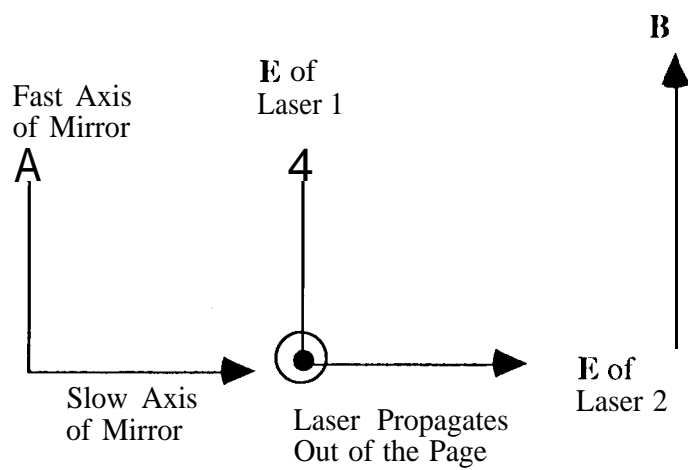 B
E of
Laser 1
Fast Axis
of Mirror
A
4
Slow Axis
of Mirror
Laser Propagates
Out of the Page
E of
Laser 2